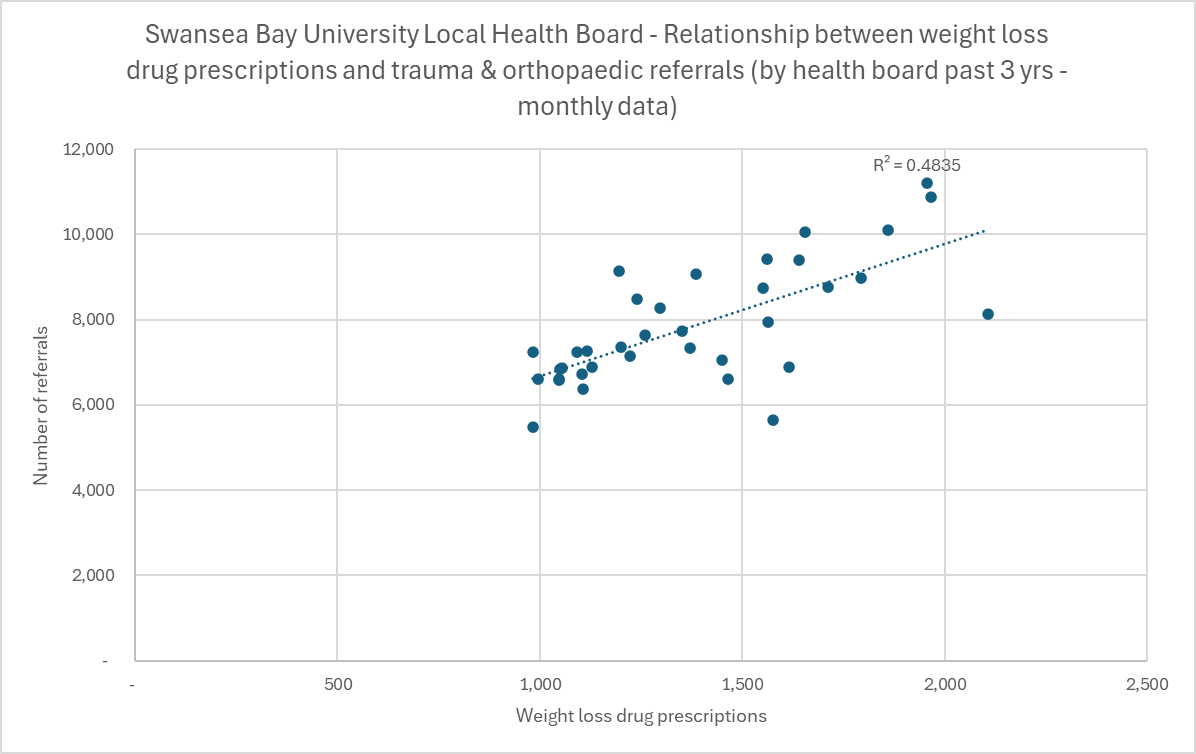 Swansea Bay University Local Health Board - Relationship between weight loss
drug prescriptions and trauma & orthopaedic referrals (by health board past 3 yrs -
monthly data)
12,000
R² = 0.4835
10,000
8,000
6,000
4,000
2,000
-
Number of referrals
-
500
1,000
1,500
2,000
2,500
Weight loss drug prescriptions